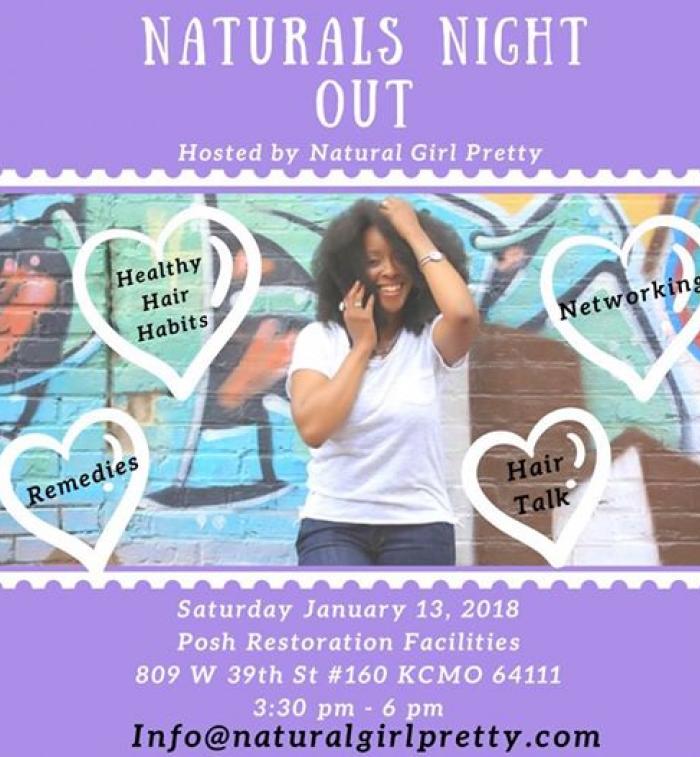 NATURALS NIGHT
OUT
Hosted by Natural Girl Pretty
Healthy
Hair
Habits
Networking
Remedies
Hair
Talk
Saturday January 13, 2018
Posh Restoration Facilities
809 W 39th St #160 KCMO 64111
3:30 pm - 6 pm
Info@naturalgirlpretty.com